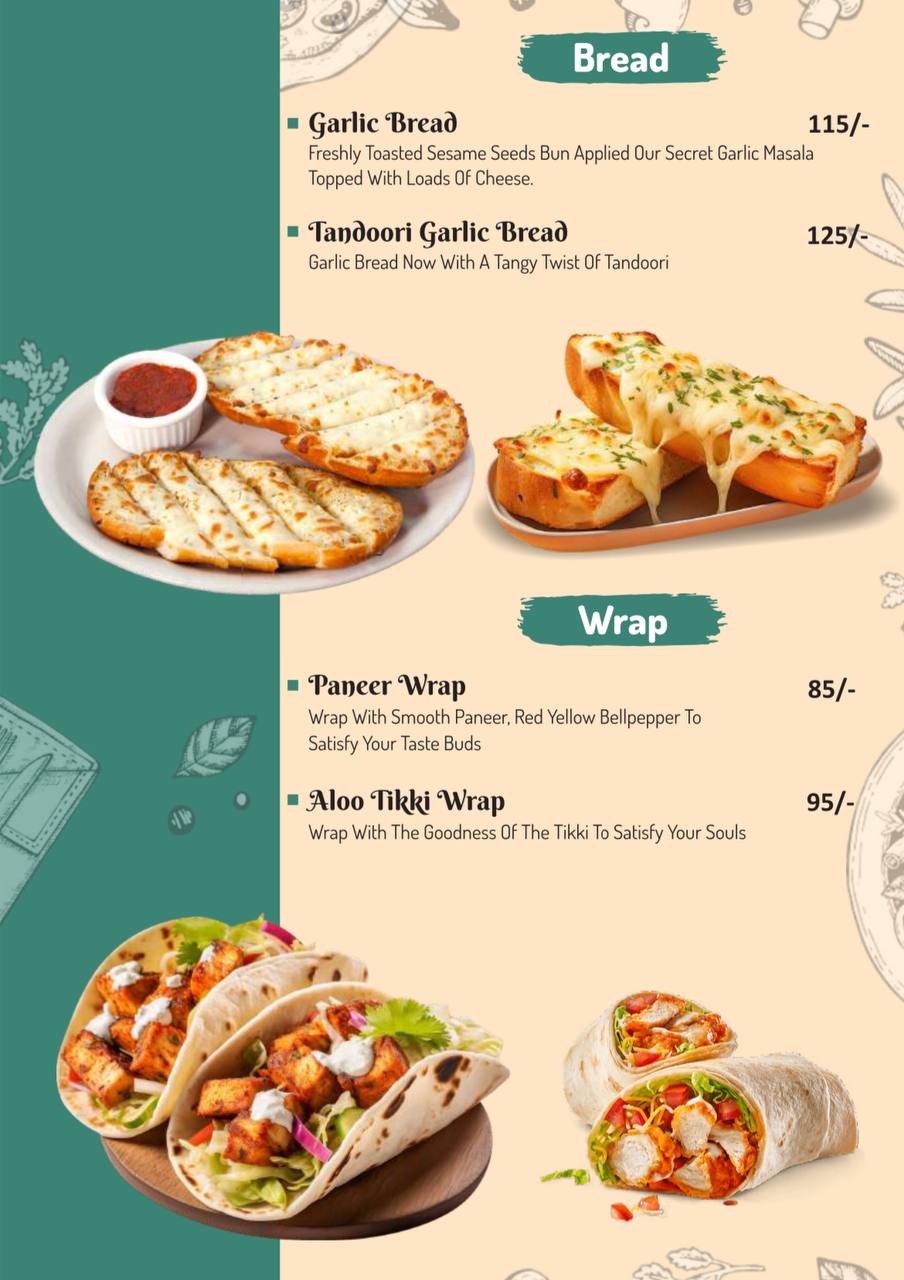 Bread
Garlic Bread 115/-
Freshly Toasted Sesame Seeds Bun Applied Our Secret Garlic Masala
Topped With Loads Of Cheese.
Tandoori Garlic Bread 125/-
Garlic Bread Now With A Tangy Twist Of Tandoori
Wrap
Paneer Wrap 85/-
Wrap With Smooth Paneer, Red Yellow Bellpepper To
Satisfy Your Taste Buds
Aloo Tikki Wrap 95/-
Wrap With The Goodness Of The Tikki To Satisfy Your Souls